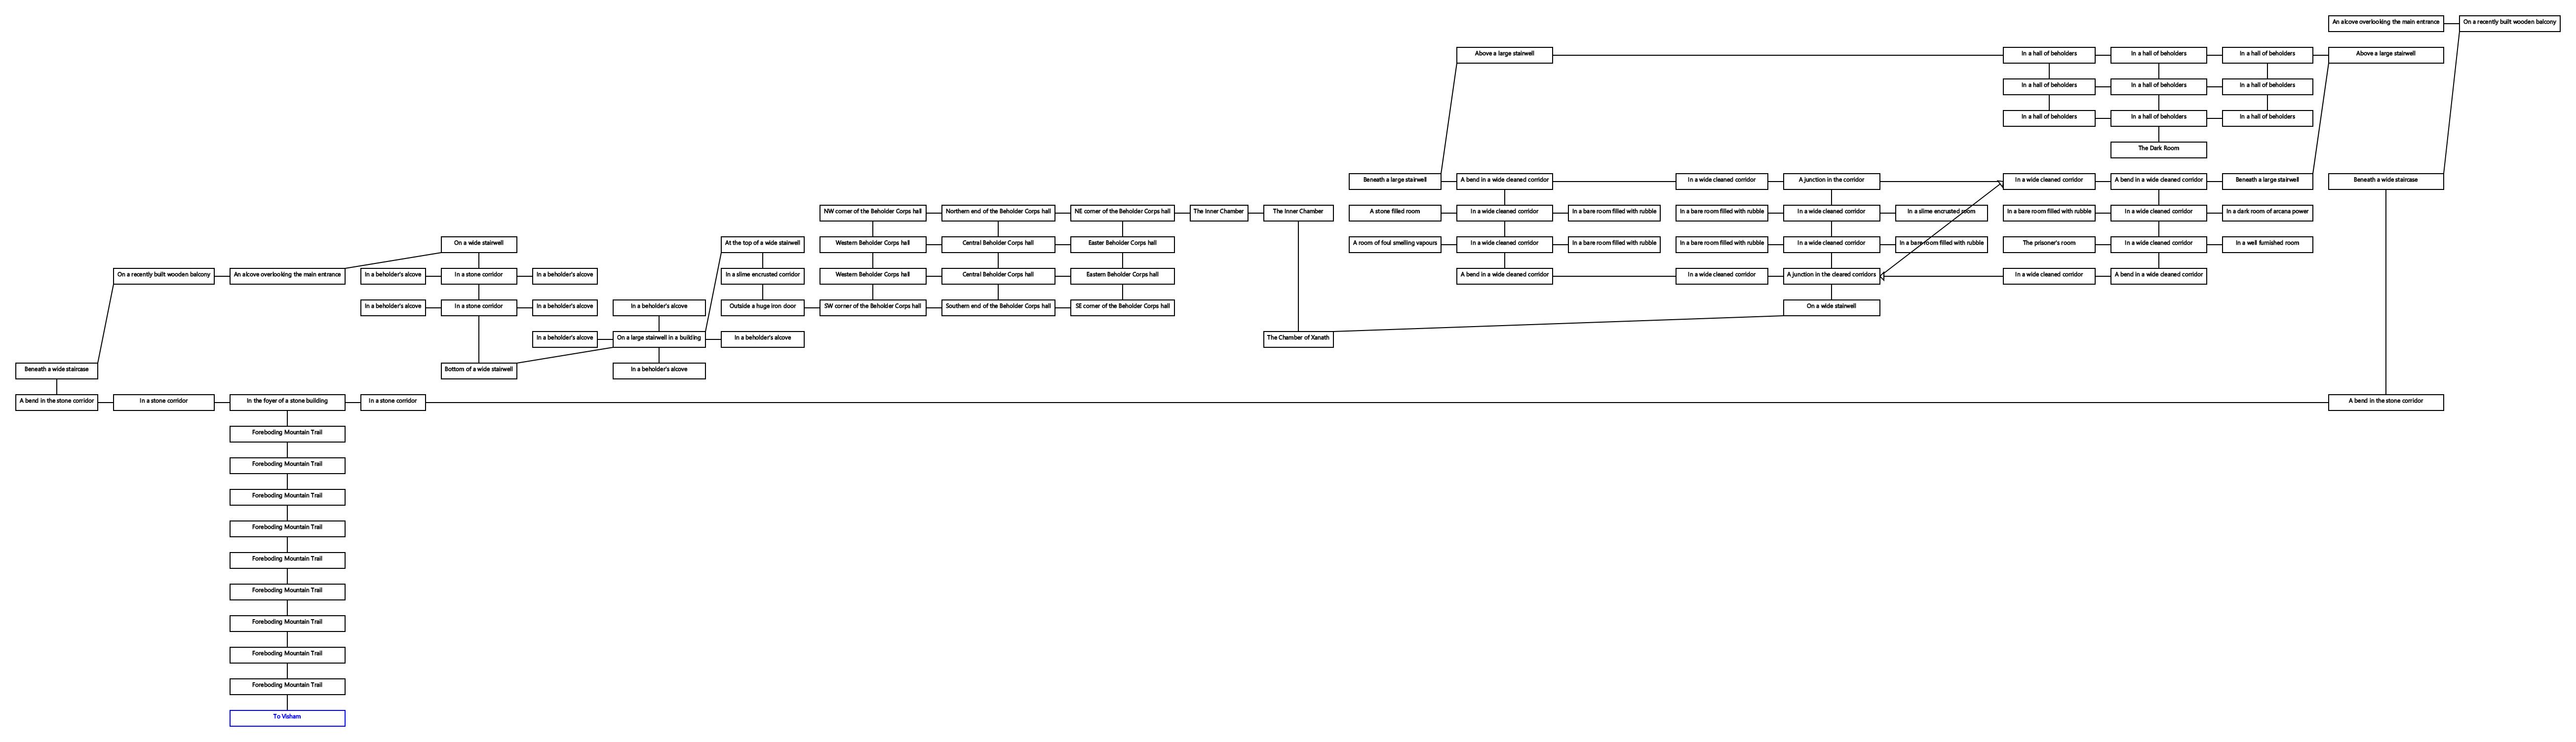 An alcove overlooking the main entrance
On a recently built wooden balcony
Above a large stairwell
In a hall of beholders
In a hall of beholders
In a hall of beholders
Above a large stairwell
In a hall of beholders
In a hall of beholders
In a hall of beholders
In a hall of beholders
In a hall of beholders
In a hall of beholders
The Dark Room
Beneath a large stairwell
A bend in a wide cleaned corridor
In a wide cleaned corridor
A junction in the corridor
In a wide cleaned corridor
A bend in a wide cleaned corridor
Beneath a large stairwell
Beneath a wide staircase
NW corner of the Beholder Corps hall
Northern end of the Beholder Corps hall
NE corner of the Beholder Corps hall
The Inner Chamber
The Inner Chamber
A stone filled room
In a wide cleaned corridor
In a bare room filled with rubble
In a bare room filled with rubble
In a wide cleaned corridor
In a slime encrusted room
In a bare room filled with rubble
In a wide cleaned corridor
In a dark room of arcana power
On a wide stairwell
At the top of a wide stairwell
Western Beholder Corps hall
Central Beholder Corps hall
Easter Beholder Corps hall
A room of foul smelling vapours
In a wide cleaned corridor
In a bare room filled with rubble
In a bare room filled with rubble
In a wide cleaned corridor
In a bare room filled with rubble
The prisoner's room
In a wide cleaned corridor
In a well furnished room
On a recently built wooden balcony
An alcove overlooking the main entrance
In a beholder's alcove
In a stone corridor
In a beholder's alcove
In a slime encrusted corridor
Western Beholder Corps hall
Central Beholder Corps hall
Eastern Beholder Corps hall
A bend in a wide cleaned corridor
In a wide cleaned corridor
A junction in the cleared corridors
In a wide cleaned corridor
A bend in a wide cleaned corridor
In a beholder's alcove
In a stone corridor
In a beholder's alcove
In a beholder's alcove
Outside a huge iron door
SW corner of the Beholder Corps hall
Southern end of the Beholder Corps hall
SE corner of the Beholder Corps hall
On a wide stairwell
In a beholder's alcove
On a large stairwell in a building
In a beholder's alcove
The Chamber of Xanath
Beneath a wide staircase
Bottom of a wide stairwell
In a beholder's alcove
A bend in the stone corridor
In a stone corridor
In the foyer of a stone building
In a stone corridor
A bend in the stone corridor
Foreboding Mountain Trail
Foreboding Mountain Trail
Foreboding Mountain Trail
Foreboding Mountain Trail
Foreboding Mountain Trail
Foreboding Mountain Trail
Foreboding Mountain Trail
Foreboding Mountain Trail
Foreboding Mountain Trail
To Visham